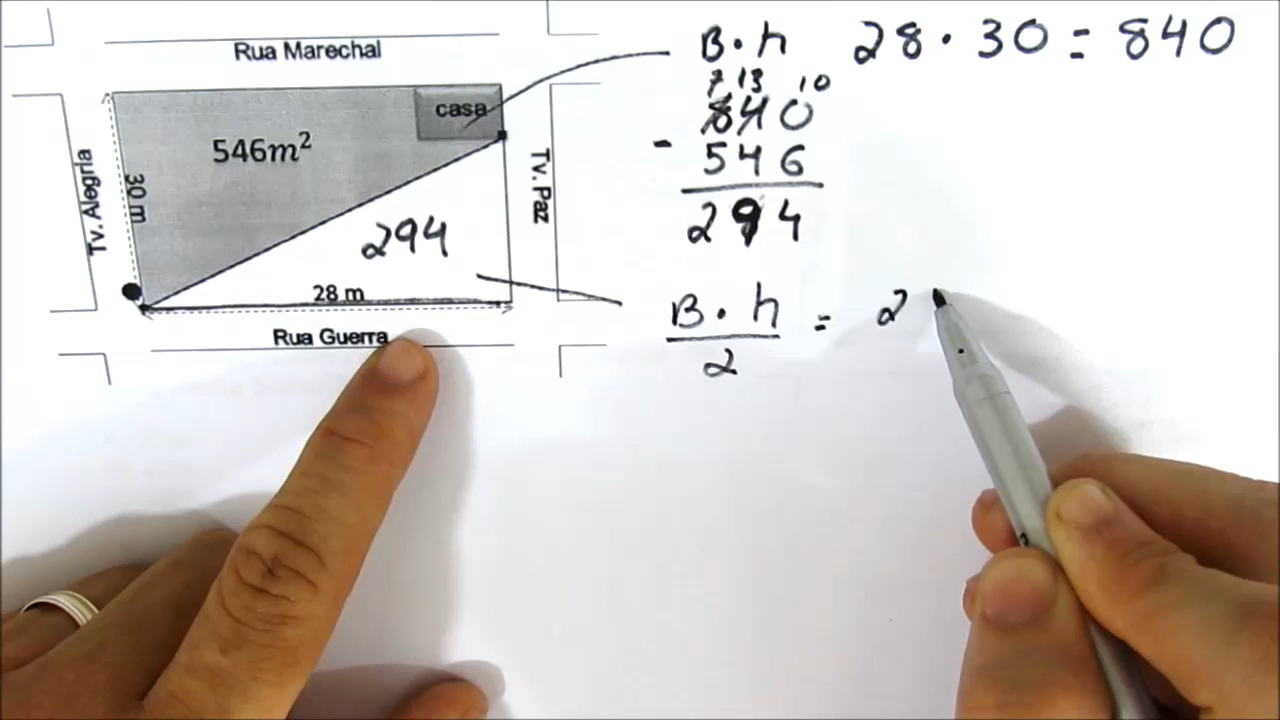 Rua Marechal
casa
546m²
Tv. Alegria
30 m
Tv. Paz
294
28 m
Rua Guerra
B·h 28·30=840
7 13 10
840
- 546
294
B·h = 2
2